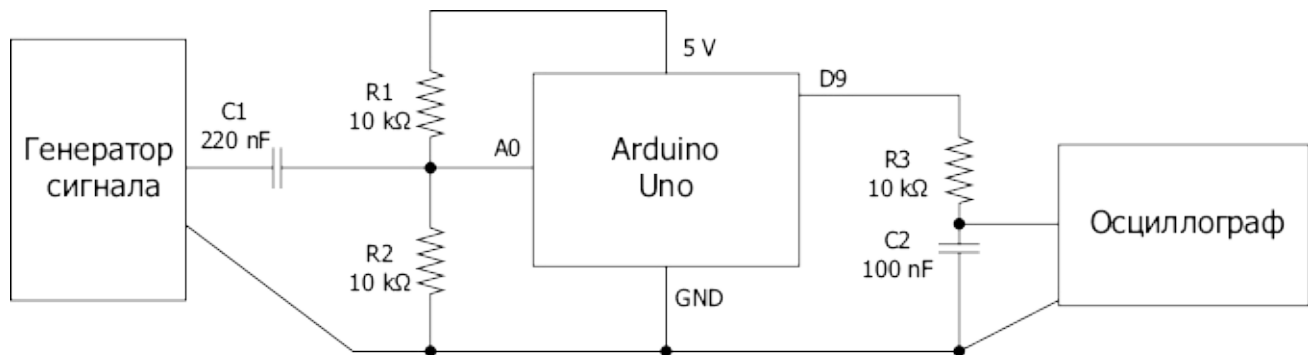 Генератор
сигнала
C1
220 nF
R1
10 kΩ
R2
10 kΩ
5 V
A0
Arduino
Uno
D9
GND
R3
10 kΩ
C2
100 nF
Осциллограф